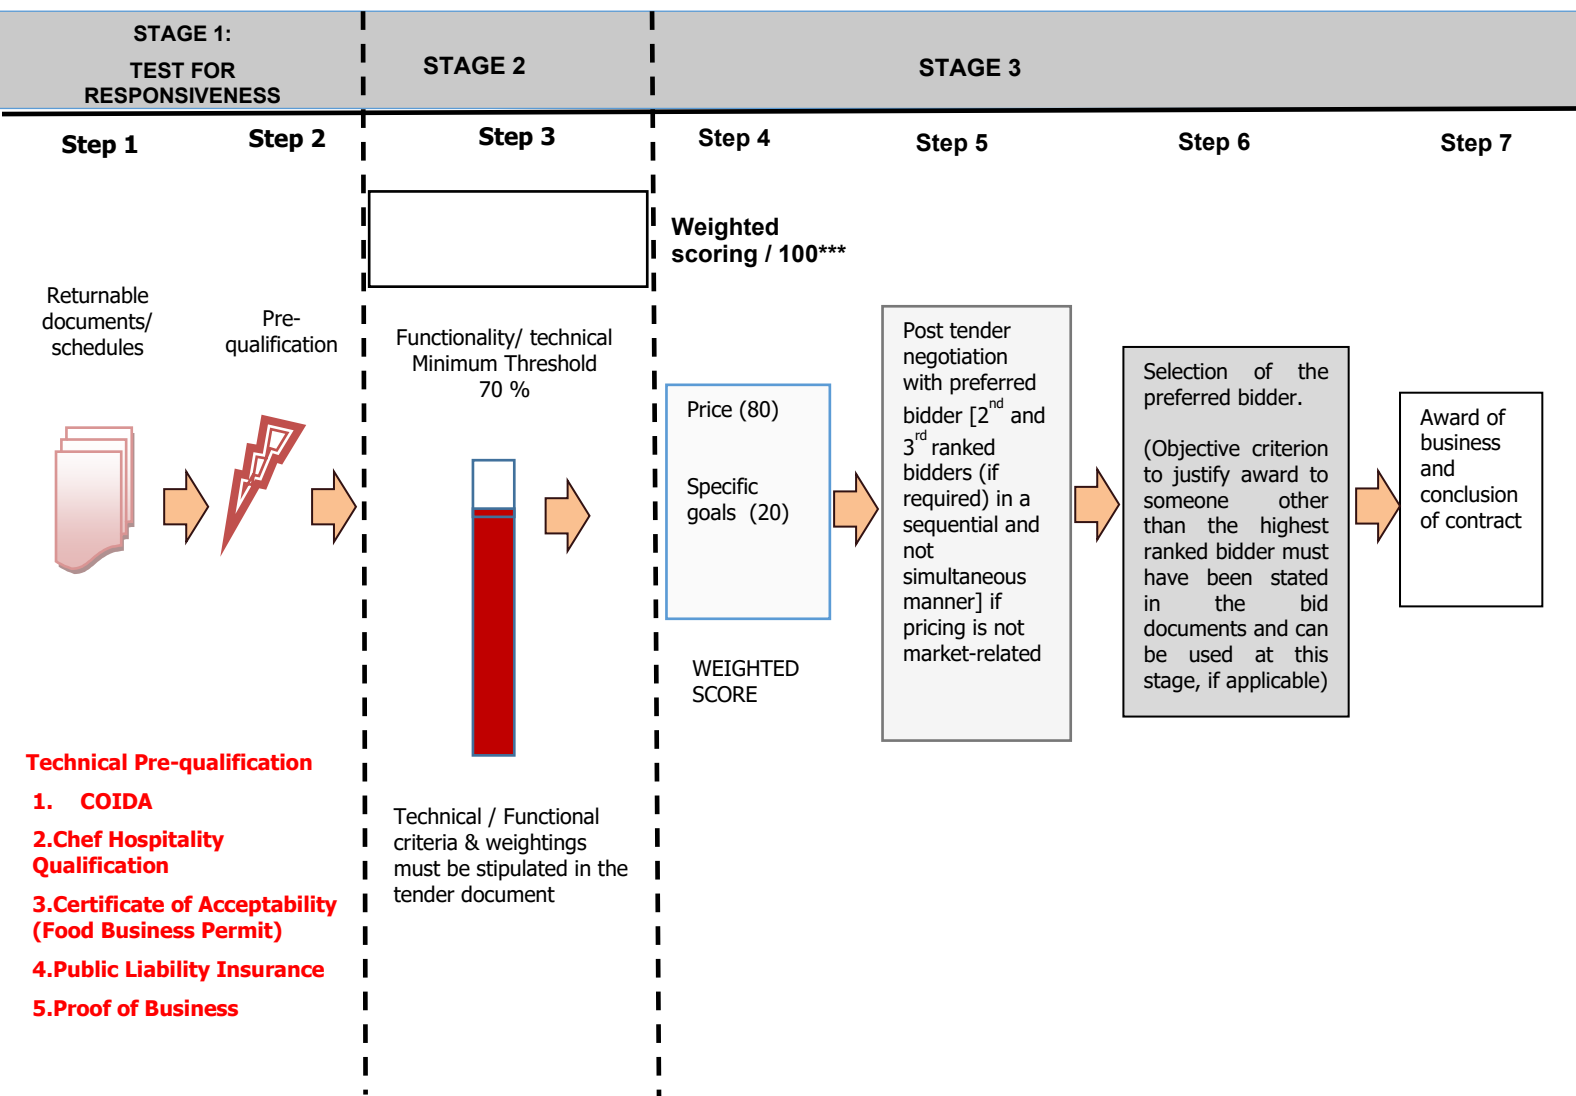 STAGE 1:
TEST FOR
RESPONSIVENESS
STAGE 2
STAGE 3
Step 1
Step 2
Step 3
Step 4
Step 5
Step 6
Step 7
Returnable
documents/
schedules
Pre-
qualification
Technical Pre-qualification
1. COIDA
2.Chef Hospitality
Qualification
3.Certificate of Acceptability
(Food Business Permit)
4.Public Liability Insurance
5.Proof of Business
Functionality/ technical
Minimum Threshold
70 %
Technical / Functional
criteria & weightings
must be stipulated in the
tender document
Weighted
scoring / 100***
Price (80)
Specific
goals (20)
WEIGHTED
SCORE
Post tender
negotiation
with preferred
bidder [2nd and
3rd ranked
bidders (if
required) in a
sequential and
not
simultaneous
manner] if
pricing is not
market-related
Selection of the
preferred bidder.
(Objective criterion
to justify award to
someone other
than the highest
ranked bidder must
have been stated
in the bid
documents and can
be used at this
stage, if applicable)
Award of
business
and
conclusion
of contract